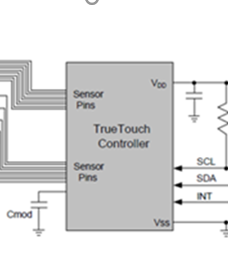 VDD
Sensor
Pins
TrueTouch
Controller
Sensor
Pins
SCL
SDA
INT
Cmod
Vss